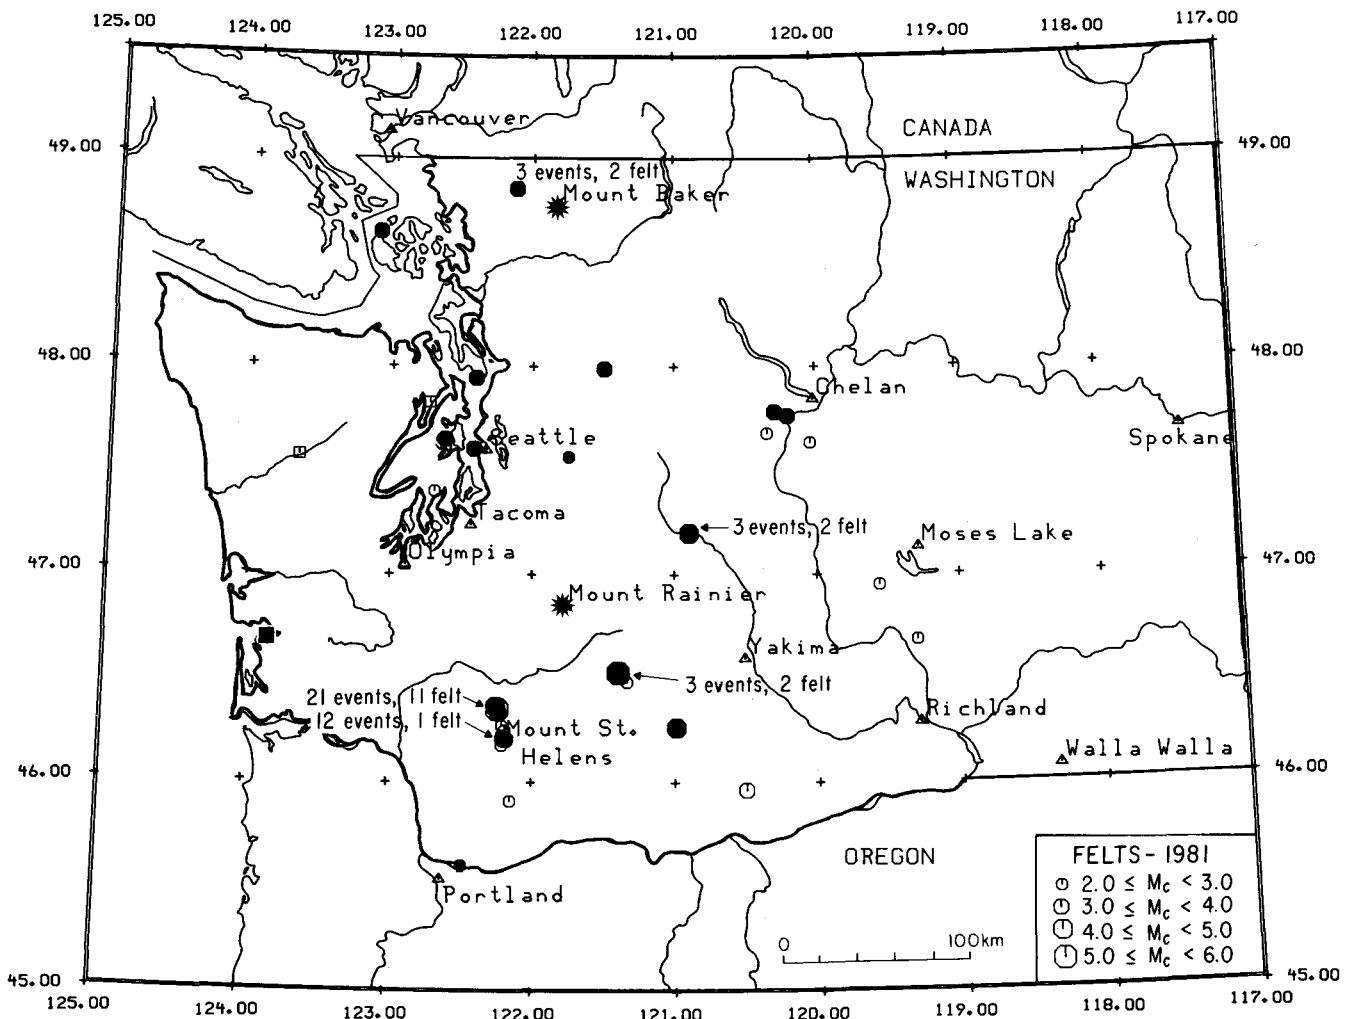 125.00 124.00 123.00 122.00 121.00 120.00 119.00 118.00 117.00
Vancouver
CANADA
49.00 49.00
3 events, 2 felt
WASHINGTON
Mount Baker
48.00 48.00
Chelan
Seattle
Spokane
Tacoma
3 events, 2 felt
Moses Lake
Olympia
47.00 47.00
Mount Rainier
Yakima
3 events, 2 felt
21 events, 11 felt
Richland
12 events, 1 felt
Mount St.
Helens
Walla Walla
46.00 46.00
OREGON
FELTS - 1981
2.0 ≤ Mc < 3.0
3.0 ≤ Mc < 4.0
4.0 ≤ Mc < 5.0
5.0 ≤ Mc < 6.0
Portland
0 100km
45.00 45.00
125.00 124.00 123.00 122.00 121.00 120.00 119.00 118.00 117.00